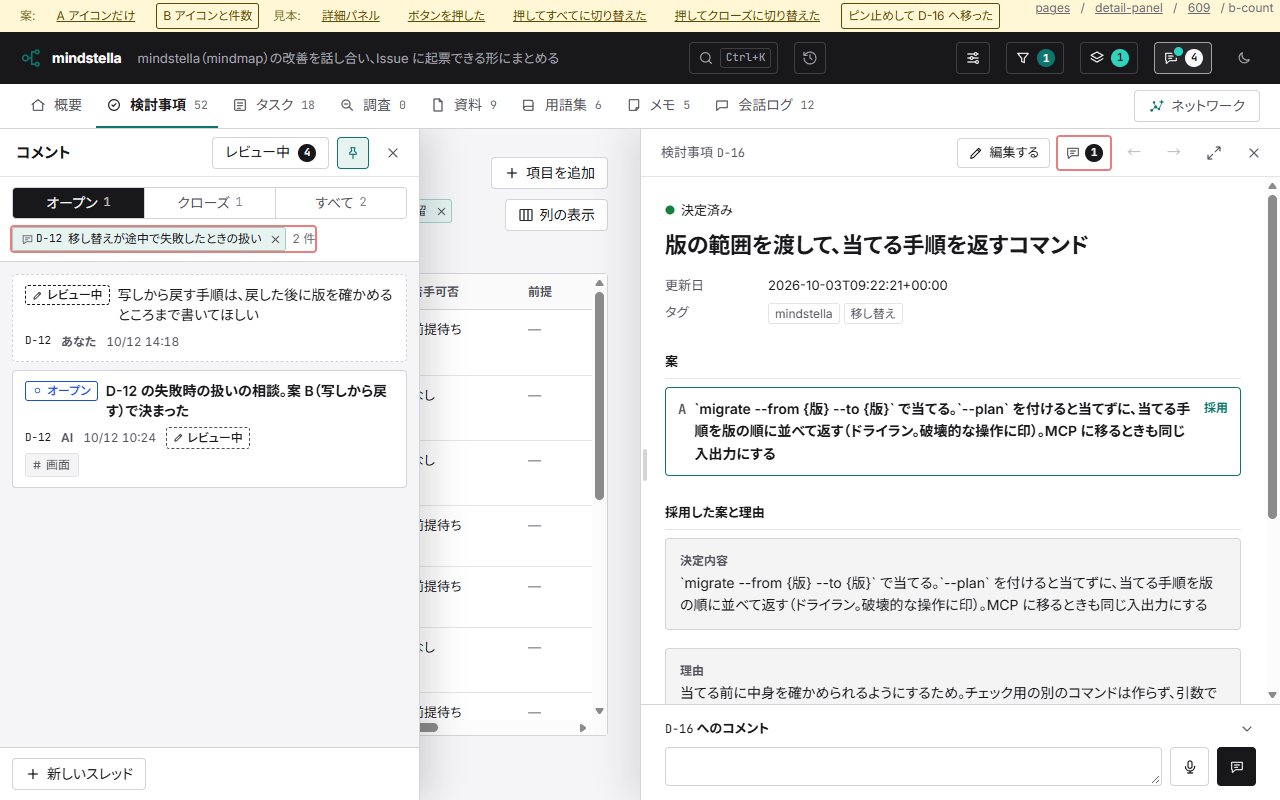 案: A アイコンだけ B アイコンと件数 見本: 詳細パネル ボタンを押した 押してすべてに切り替えた 押してクローズに切り替えた ピン止めして D-16 へ移った pages / detail-panel / 609 / b-count
mindstella mindstella（mindmap）の改善を話し合い、Issue に起票できる形にまとめる Ctrl+K 1 1 4
概要 検討事項 52 タスク 18 調査 0 資料 9 用語集 6 メモ 5 会話ログ 12 ネットワーク
コメント レビュー中 4
オープン 1 クローズ 1 すべて 2
D-12 移し替えが途中で失敗したときの扱い 2 件
レビュー中 写しから戻す手順は、戻した後に版を確かめる
ところまで書いてほしい
D-12 あなた 10/12 14:18
オープン D-12 の失敗時の扱いの相談。案 B（写しから戻
す）で決まった
D-12 AI 10/12 10:24 レビュー中
# 画面
新しいスレッド
項目を追加
留
列の表示
手可否 前提
前提待ち —
なし —
なし —
前提待ち —
前提待ち —
なし —
前提待ち —
検討事項 D-16 編集する 1
決定済み
版の範囲を渡して、当てる手順を返すコマンド
更新日 2026-10-03T09:22:21+00:00
タグ mindstella 移し替え
案
A `migrate --from {版} --to {版}` で当てる。`--plan` を付けると当てずに、当てる手 採用
順を版の順に並べて返す（ドライラン。破壊的な操作に印）。MCP に移るときも同じ
入出力にする
採用した案と理由
決定内容
`migrate --from {版} --to {版}` で当てる。`--plan` を付けると当てずに、当てる手順を版
の順に並べて返す（ドライラン。破壊的な操作に印）。MCP に移るときも同じ入出力にする
理由
当てる前に中身を確かめられるようにするため。チェック用の別のコマンドは作らず、引数で
D-16 へのコメント